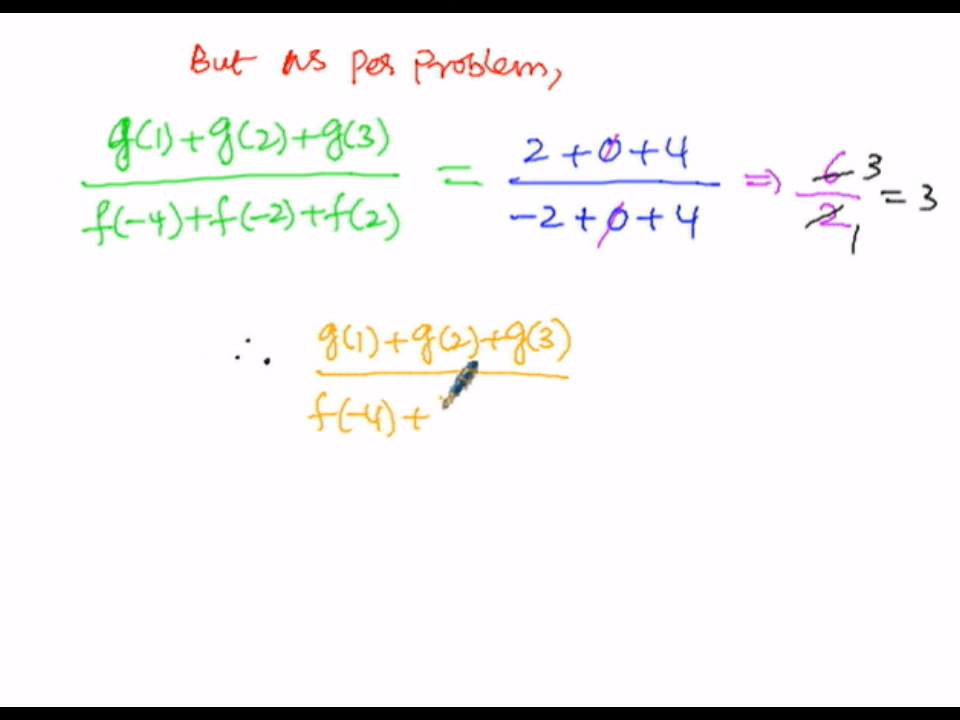 But As Per Problem,
g(1)+g(2)+g(3) / f(-4)+f(-2)+f(2) = 2+0+4 / -2+0+4 ⇒ 6 3 / 2 1 = 3
∴ g(1)+g(2)+g(3) / f(-4)+